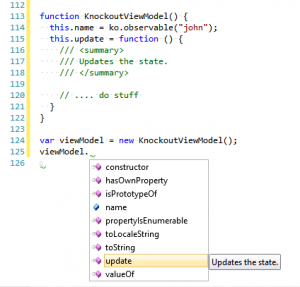 112
113 function KnockoutViewModel() {
114 this.name = ko.observable("john");
115 this.update = function () {
116 /// <summary>
117 /// Updates the state.
118 /// </summary>
119
120 // .... do stuff
121 }
122 }
123
124 var viewModel = new KnockoutViewModel();
125 viewModel.
126
constructor
hasOwnProperty
isPrototypeOf
name
propertyIsEnumerable
toLocaleString
toString
update Updates the state.
valueOf